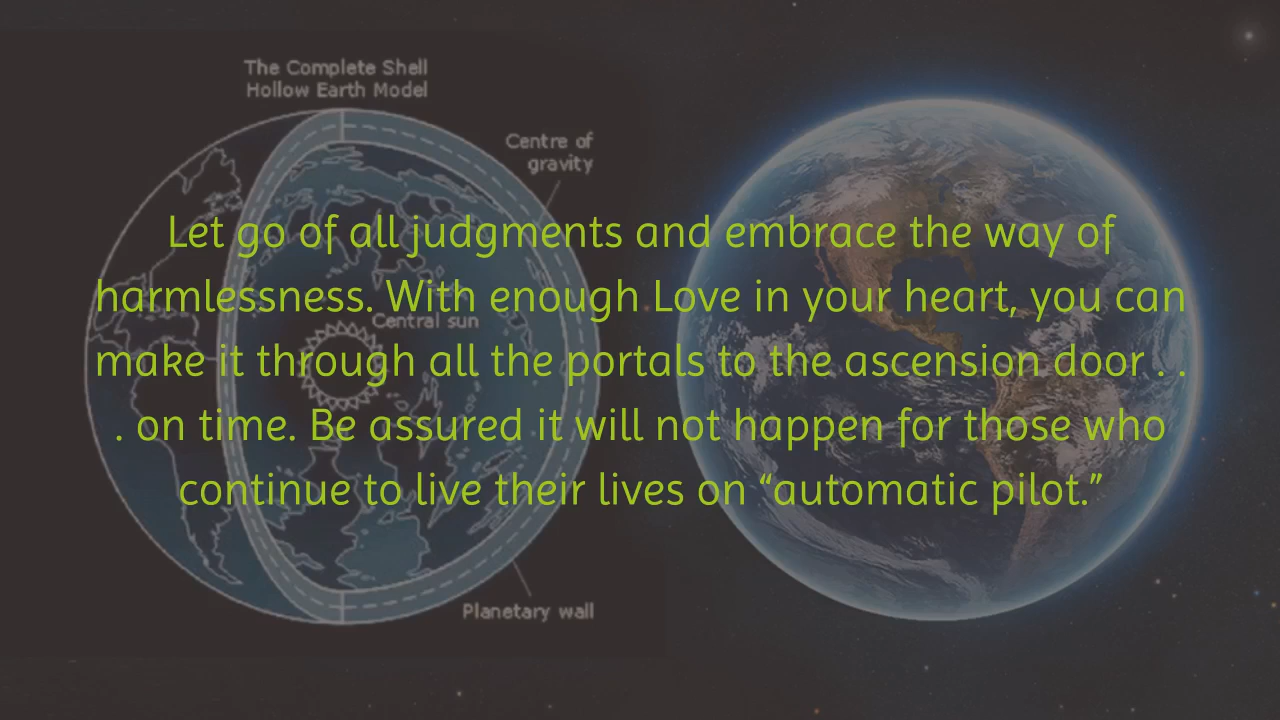 The Complete Shell
Hollow Earth Model
Centre of
gravity
Let go of all judgments and embrace the way of
harmlessness. With enough Love in your heart, you can
Central sun
make it through all the portals to the ascension door . .
. on time. Be assured it will not happen for those who
continue to live their lives on “automatic pilot.”
Planetary wall